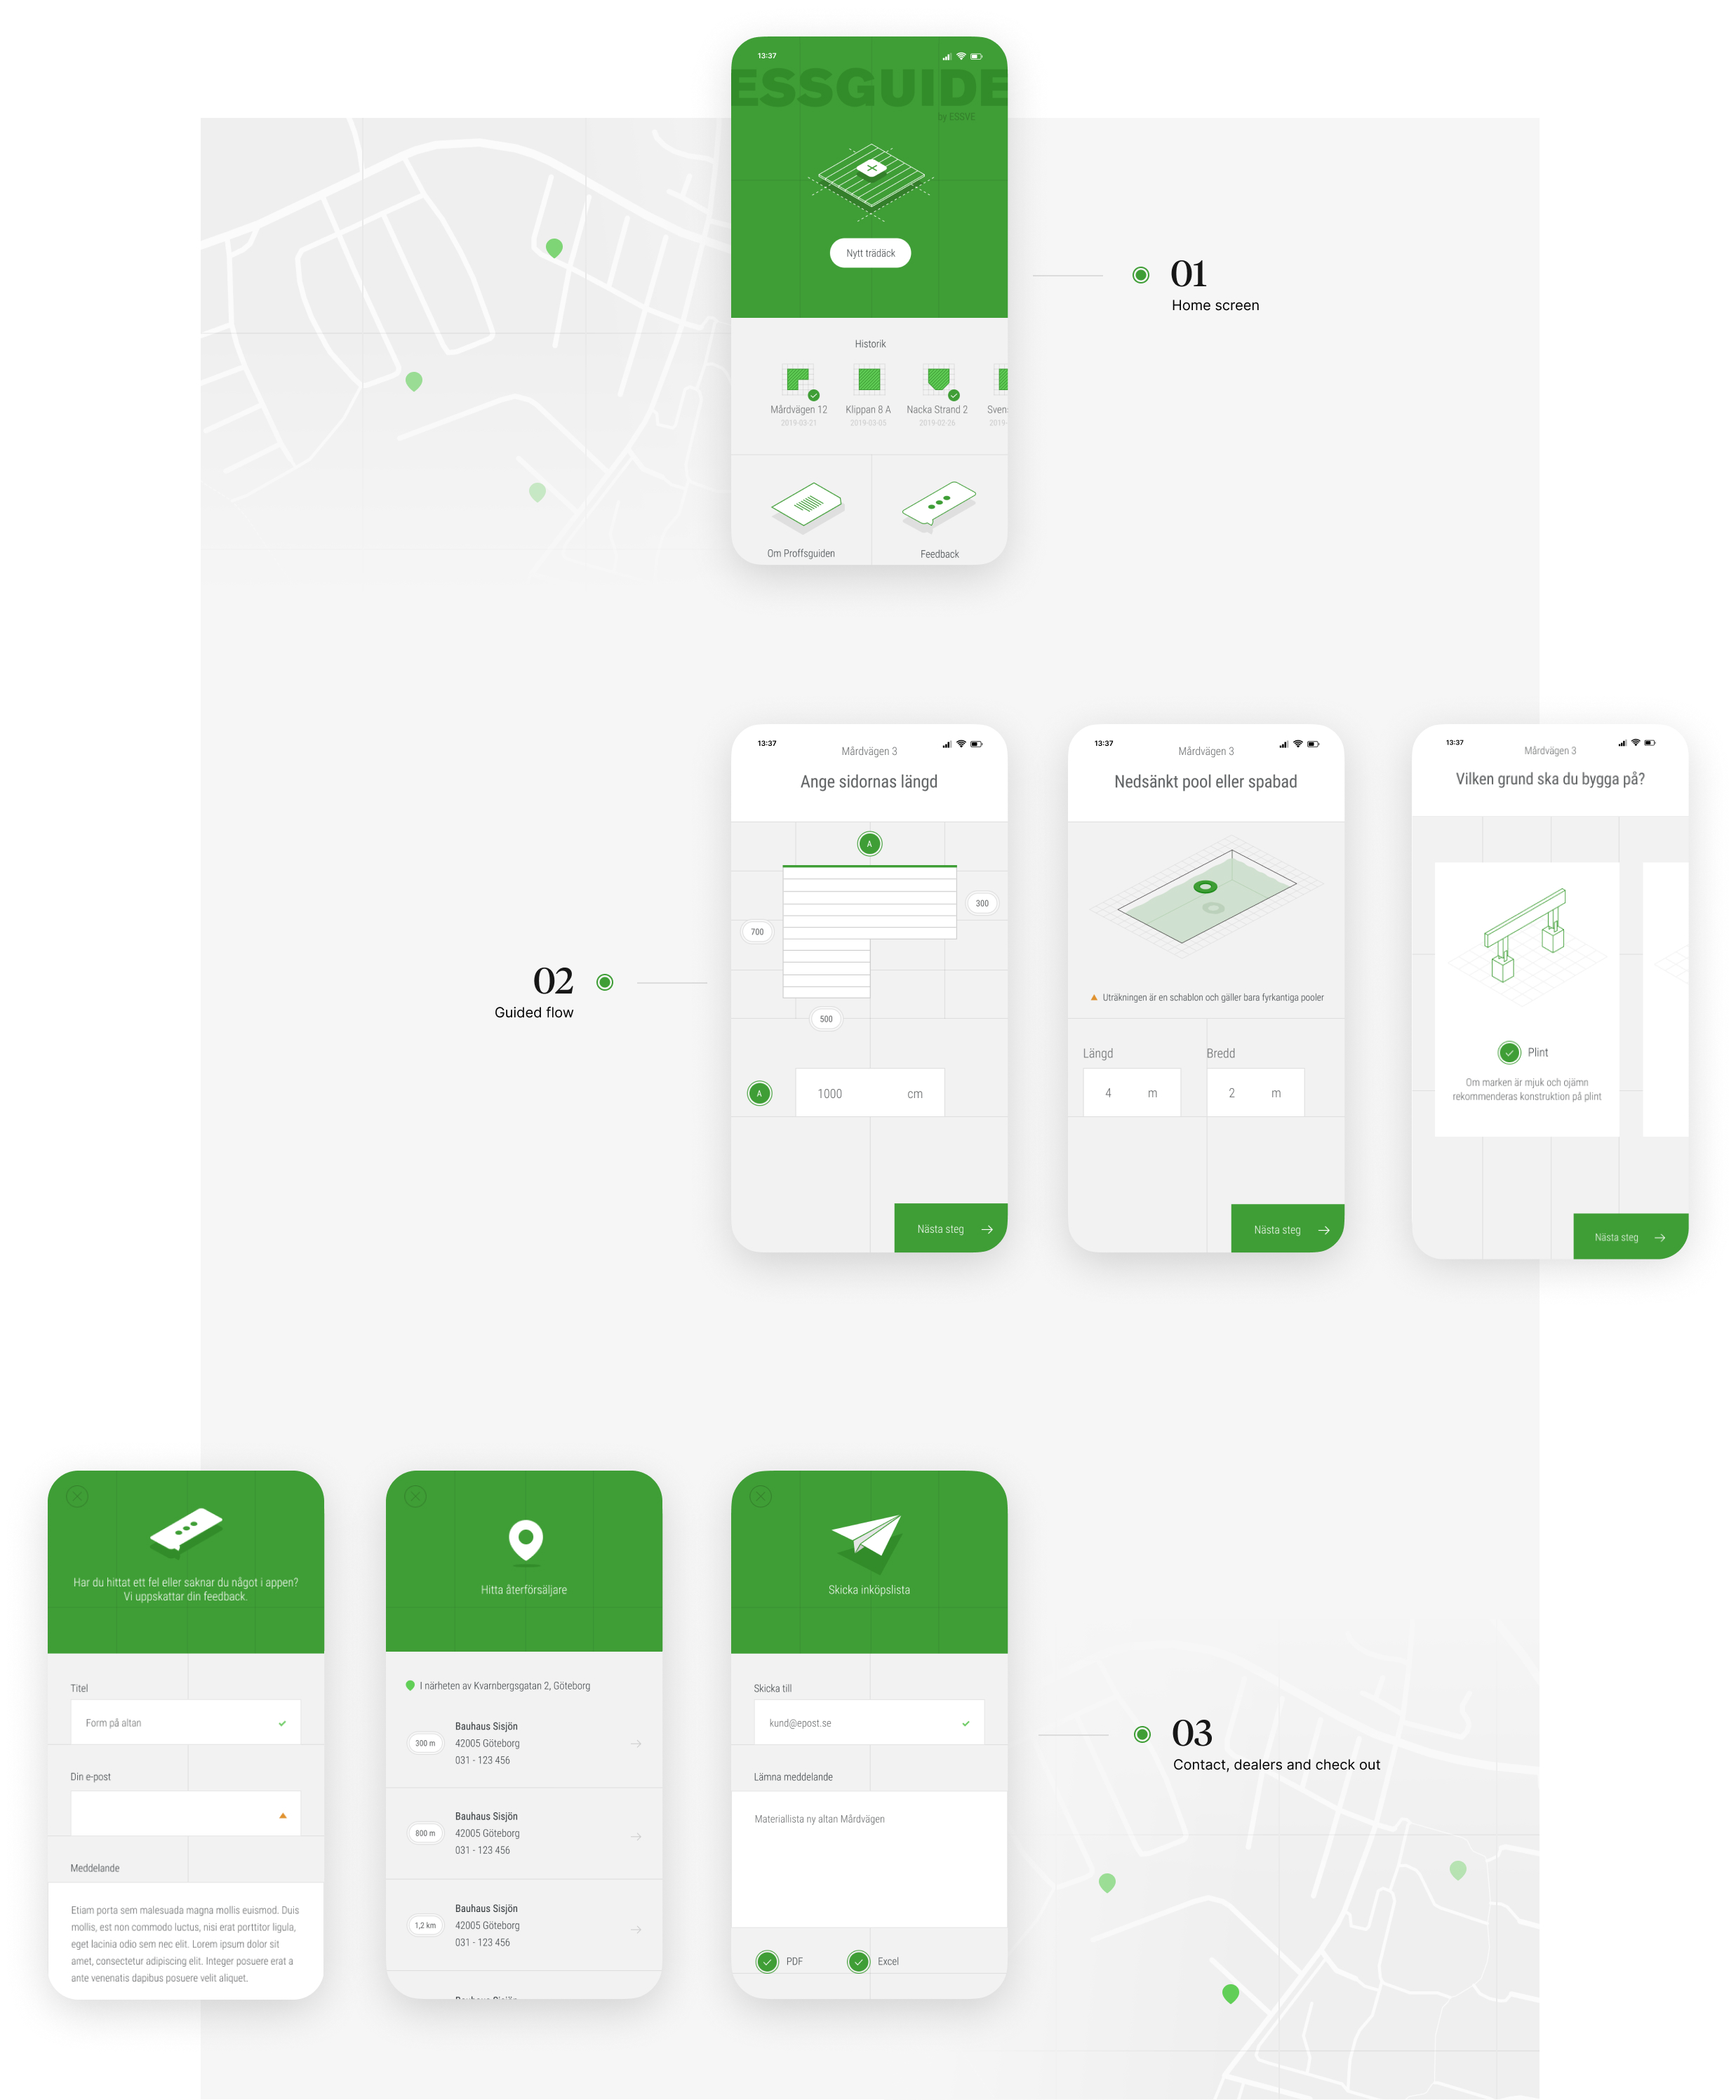 13:37
ESSGUIDE
by ESSVE
Nytt trädäck
Historik
Mårdvägen 12
2019-03-21
Klippan 8 A
2019-03-05
Nacka Strand 2
2019-02-26
Sven
2019-
Om Proffsguiden
Feedback
01
Home screen
02
Guided flow
13:37
Mårdvägen 3
Ange sidornas längd
A
300
700
500
A
1000 cm
Nästa steg
13:37
Mårdvägen 3
Nedsänkt pool eller spabad
Uträkningen är en schablon och gäller bara fyrkantiga pooler
Längd
4 m
Bredd
2 m
Nästa steg
13:37
Mårdvägen 3
Vilken grund ska du bygga på?
Plint
Om marken är mjuk och ojämn
rekommenderas konstruktion på plint
Nästa steg
Har du hittat ett fel eller saknar du något i appen?
Vi uppskattar din feedback.
Titel
Form på altan
Din e-post
Meddelande
Etiam porta sem malesuada magna mollis euismod. Duis
mollis, est non commodo luctus, nisi erat porttitor ligula,
eget lacinia odio sem nec elit. Lorem ipsum dolor sit
amet, consectetur adipiscing elit. Integer posuere erat a
ante venenatis dapibus posuere velit aliquet.
Hitta återförsäljare
I närheten av Kvarnbergsgatan 2, Göteborg
300 m
Bauhaus Sisjön
42005 Göteborg
031 - 123 456
800 m
Bauhaus Sisjön
42005 Göteborg
031 - 123 456
1,2 km
Bauhaus Sisjön
42005 Göteborg
031 - 123 456
Skicka inköpslista
Skicka till
kund@epost.se
Lämna meddelande
Materiallista ny altan Mårdvägen
PDF
Excel
03
Contact, dealers and check out